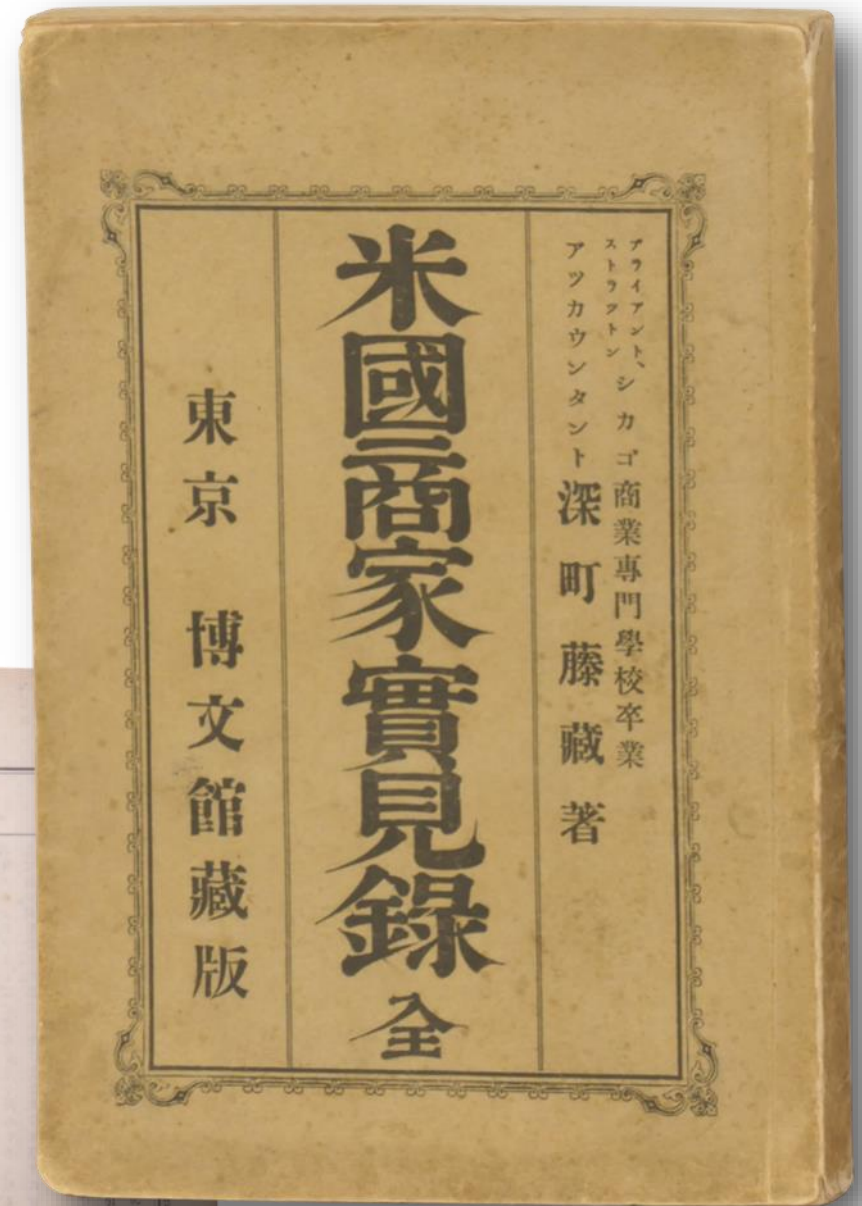 ブライアント、
ストラツトン
シカゴ商業専門學校卒業
アツカウンタント
深町藤藏著
米國商家實見錄 全
東京 博文館藏版